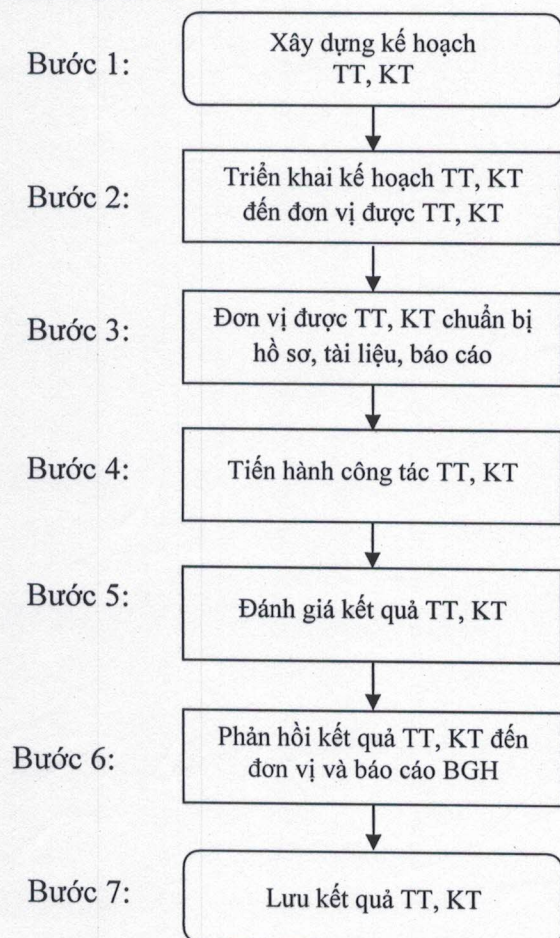 Bước 1:
Xây dựng kế hoạch
TT, KT
Bước 2:
Triển khai kế hoạch TT, KT
đến đơn vị được TT, KT
Bước 3:
Đơn vị được TT, KT chuẩn bị
hồ sơ, tài liệu, báo cáo
Bước 4:
Tiến hành công tác TT, KT
Bước 5:
Đánh giá kết quả TT, KT
Bước 6:
Phản hồi kết quả TT, KT đến
đơn vị và báo cáo BGH
Bước 7:
Lưu kết quả TT, KT